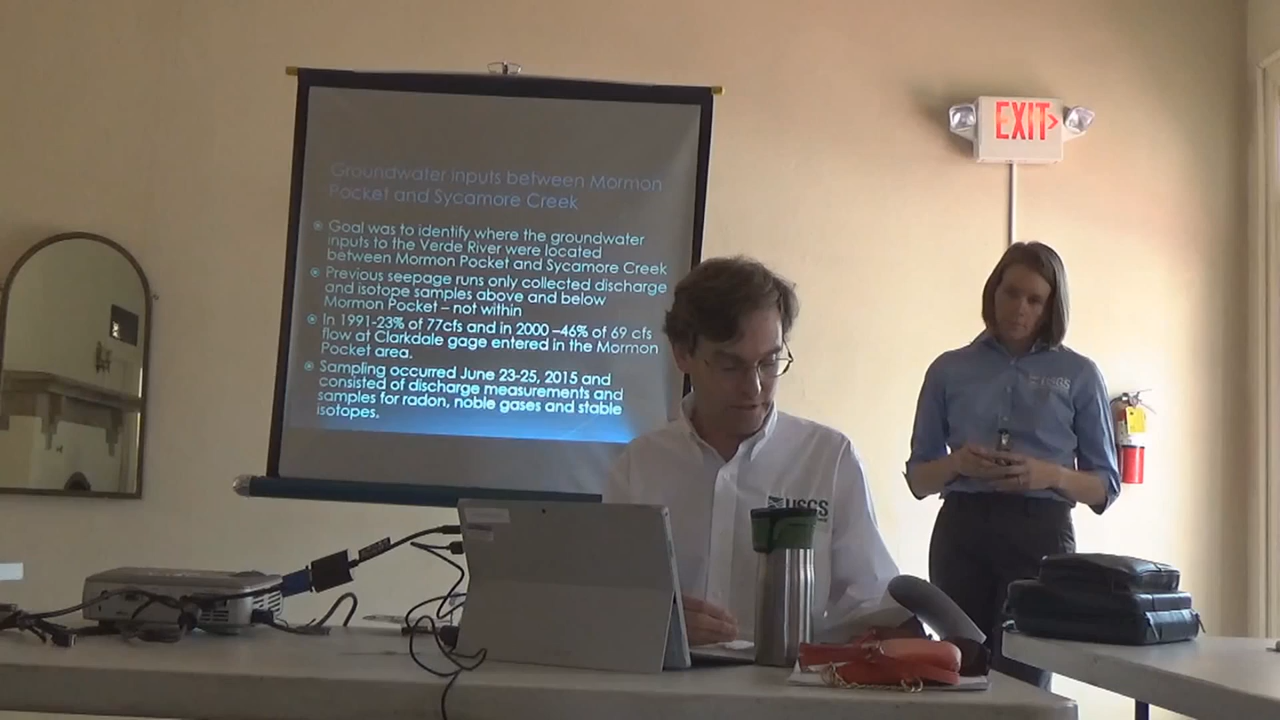 Groundwater inputs between Mormon
Pocket and Sycamore Creek
Goal was to identify where the groundwater
inputs to the Verde River were located
between Mormon Pocket and Sycamore Creek
Previous seepage runs only collected discharge
and isotope samples above and below
Mormon Pocket – not within
In 1991-23% of 77cfs and in 2000 –46% of 69 cfs
flow at Clarkdale gage entered in the Mormon
Pocket area.
Sampling occurred June 23-25, 2015 and
consisted of discharge measurements and
samples for radon, noble gases and stable
isotopes.
EXIT>
USGS
USGS